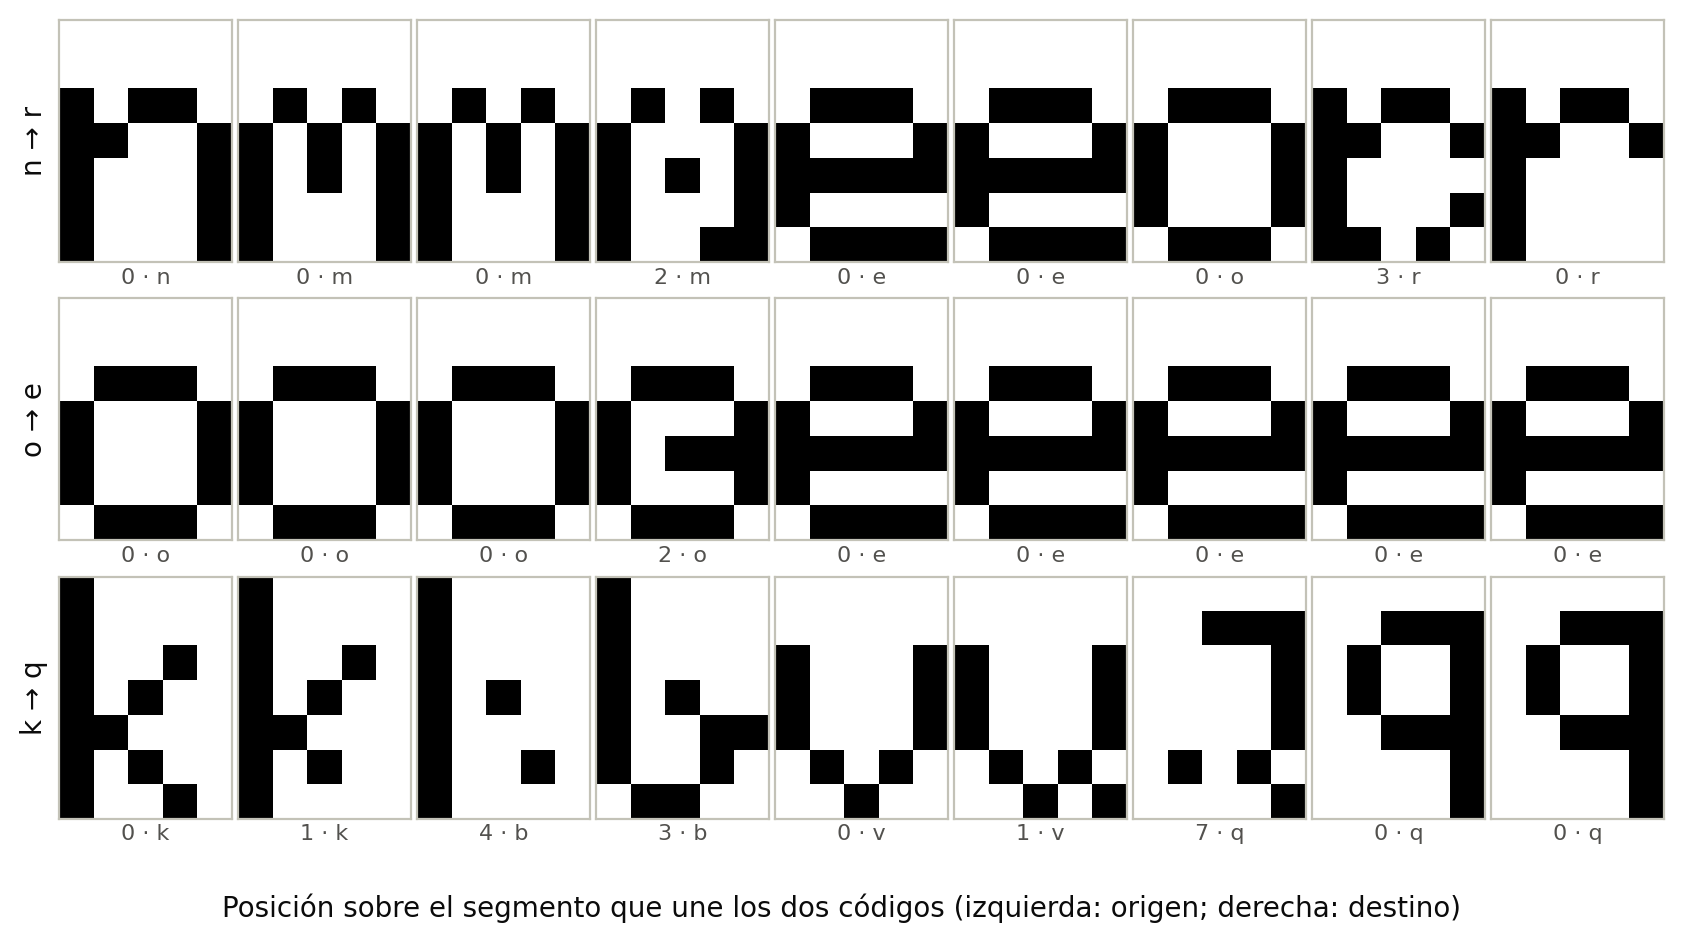 n → r
0 · n 0 · m 0 · m 2 · m 0 · e 0 · e 0 · o 3 · r 0 · r
o → e
0 · o 0 · o 0 · o 2 · o 0 · e 0 · e 0 · e 0 · e 0 · e
k → q
0 · k 1 · k 4 · b 3 · b 0 · v 1 · v 7 · q 0 · q 0 · q
Posición sobre el segmento que une los dos códigos (izquierda: origen; derecha: destino)